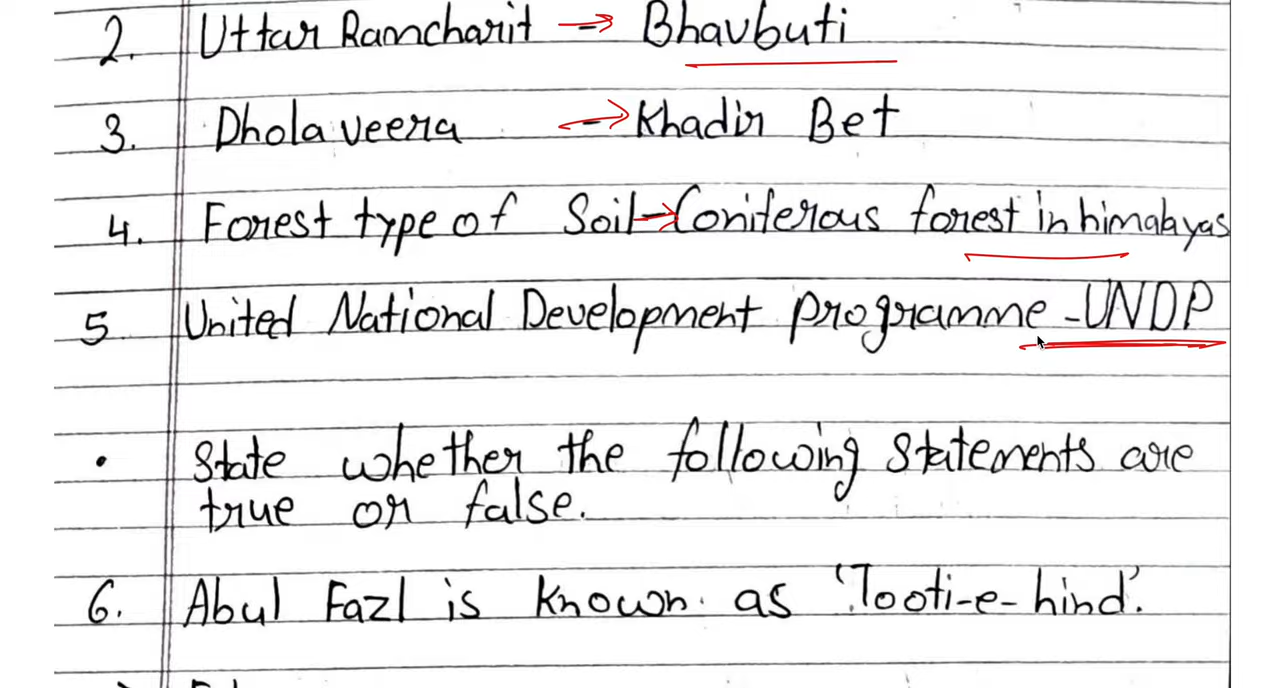 2. Uttar Ramcharit → Bhavbuti
3. Dholaveera → Khadir Bet
4. Forest type of Soil → Coniferous forest in himalayas
5 United National Development Programme - UNDP
• State whether the following statements are
true or false.
6. Abul Fazl is known as 'Tooti-e-hind'.